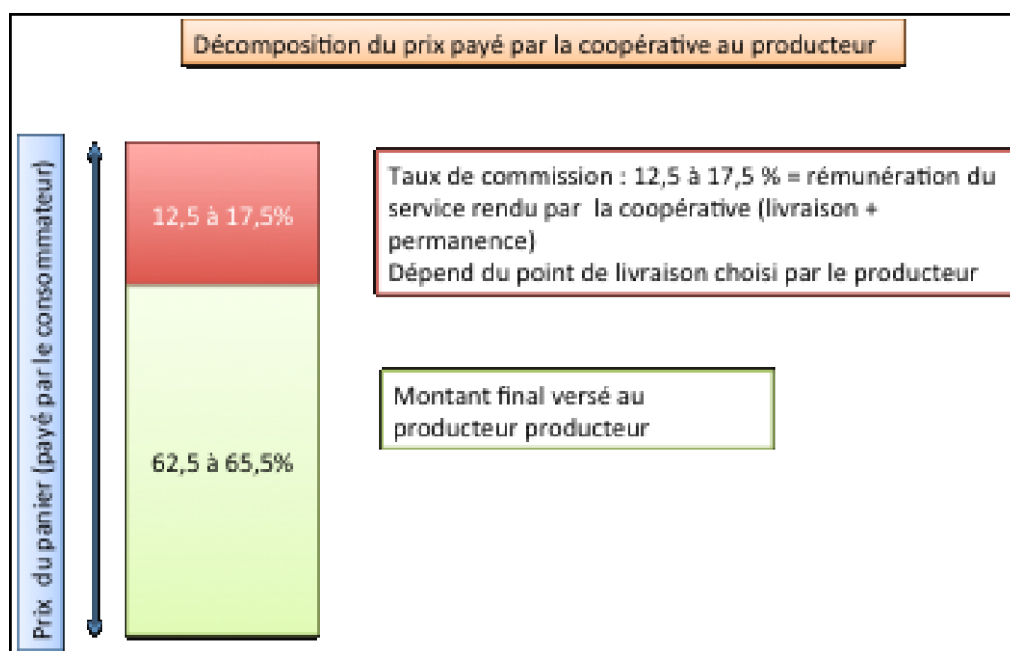 Décomposition du prix payé par la coopérative au producteur
Prix du panier (payé par le consommateur)
12,5 à 17,5%
Taux de commission : 12,5 à 17,5 % = rémunération du
service rendu par la coopérative (livraison +
permanence)
Dépend du point de livraison choisi par le producteur
62,5 à 65,5%
Montant final versé au
producteur producteur